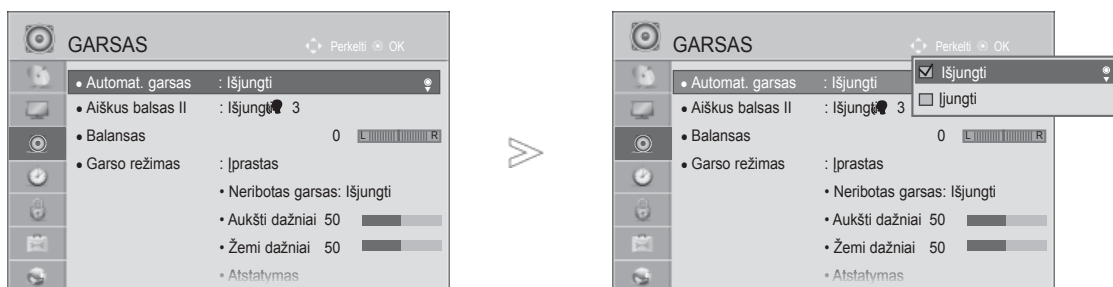 GARSAS
Perkelti OK
• Automat. garsas : Išjungti
• Aiškus balsas II : Išjungti 3
• Balansas 0 L R
• Garso režimas : Įprastas
• Neribotas garsas: Išjungti
• Aukšti dažniai 50
• Žemi dažniai 50
• Atstatymas
GARSAS
Perkelti OK
• Automat. garsas : Išjungti
Išjungti
Įjungti
• Aiškus balsas II : Išjungti 3
• Balansas 0 L R
• Garso režimas : Įprastas
• Neribotas garsas: Išjungti
• Aukšti dažniai 50
• Žemi dažniai 50
• Atstatymas